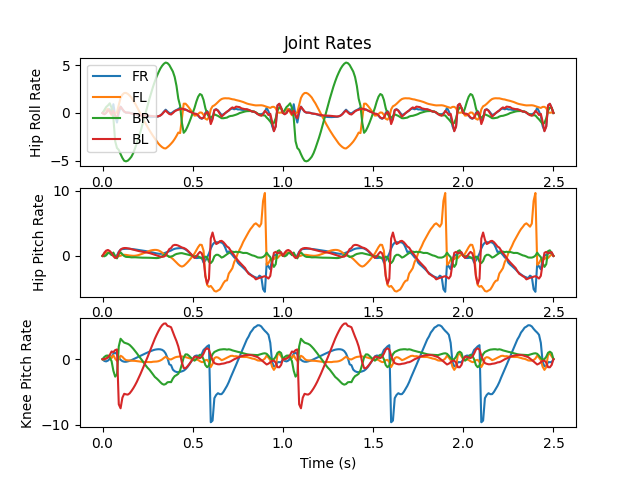 Joint Rates
Hip Roll Rate
5
0
−5
FR
FL
BR
BL
0.0 0.5 1.0 1.5 2.0 2.5
Hip Pitch Rate
10
0
0.0 0.5 1.0 1.5 2.0 2.5
Knee Pitch Rate
0
−10
0.0 0.5 1.0 1.5 2.0 2.5
Time (s)